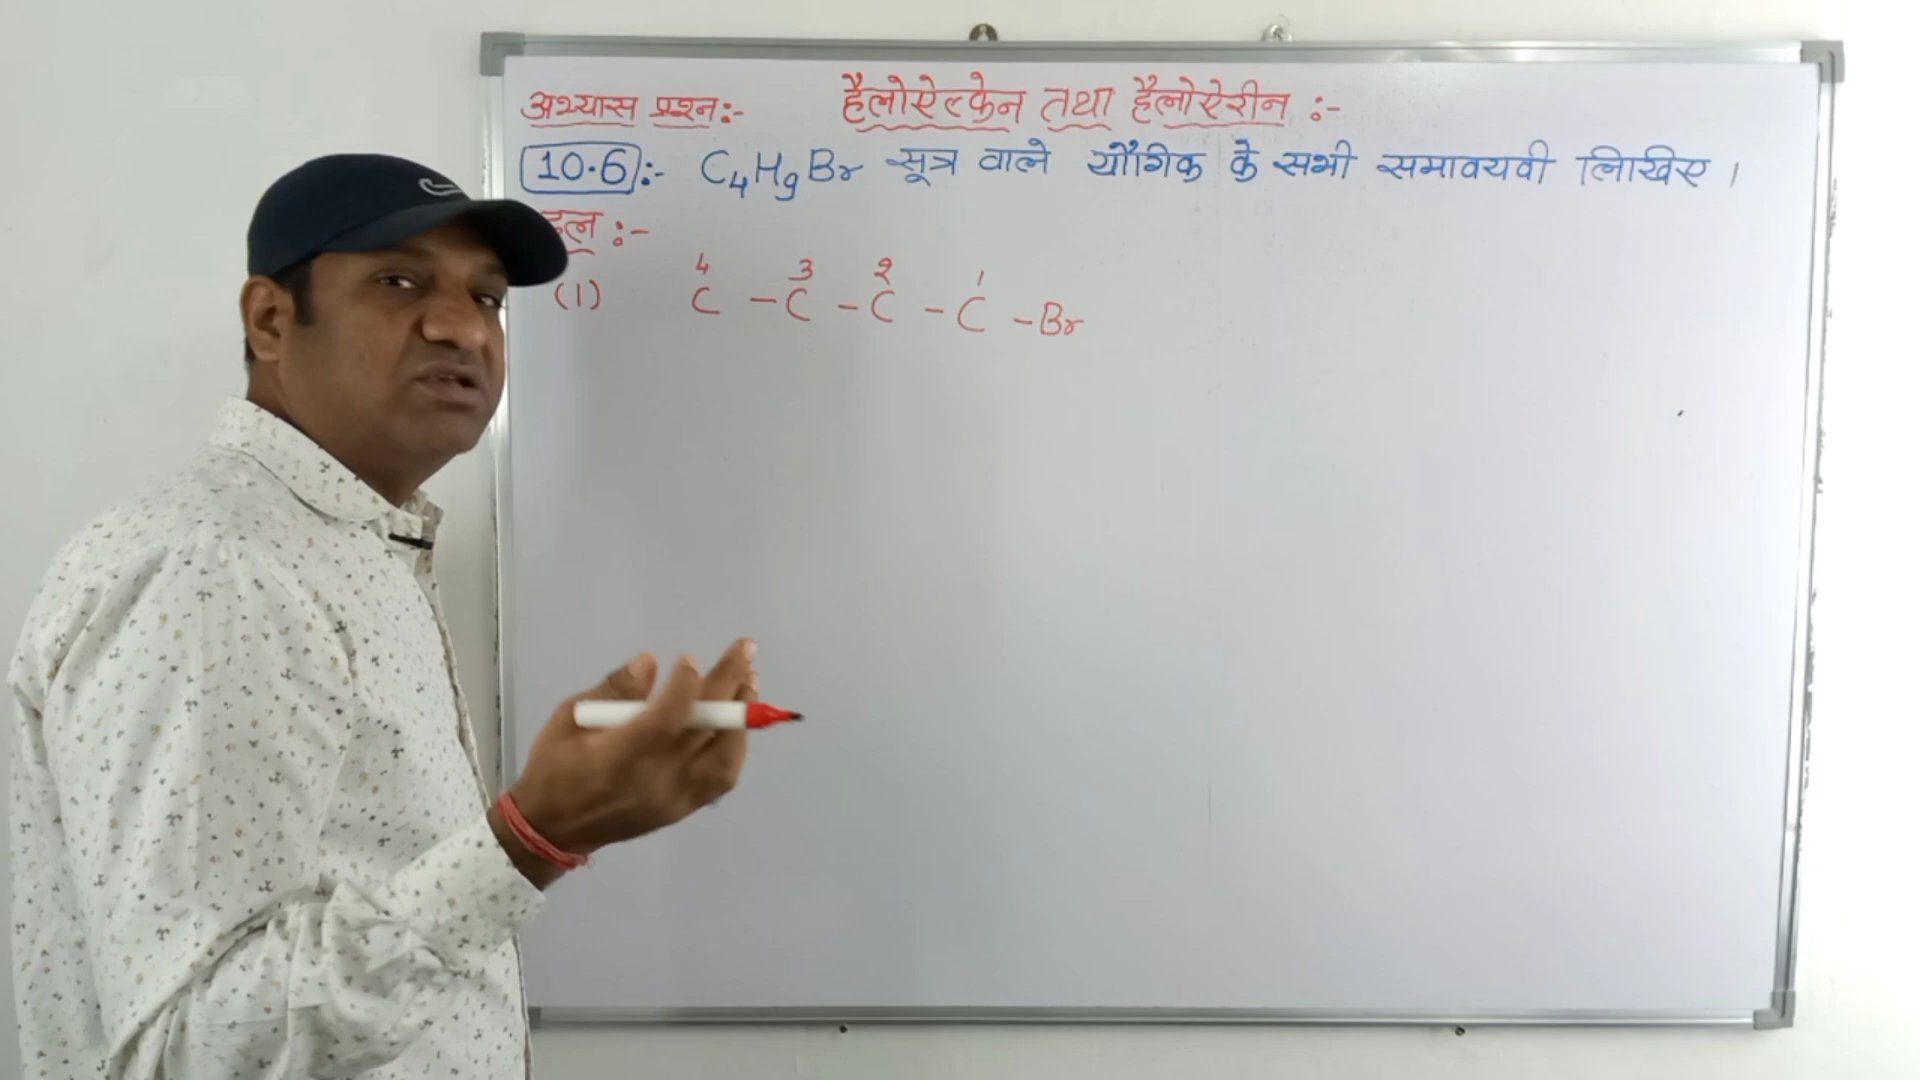 अभ्यास प्रश्न:- हैलोऐल्केन तथा हैलोऐरीन :-
10.6 :- C₄H₉Br सूत्र वाले यौगिक के सभी समावयवी लिखिए ।
हल :-
4 3 2 1
(1) C - C - C - C - Br